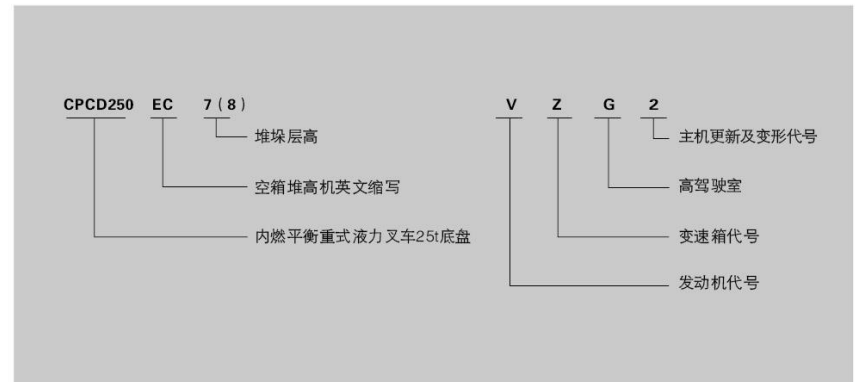 CPCD250 EC 7(8) V Z G 2
堆垛层高 主机更新及变形代号
空箱堆高机英文缩写 高驾驶室
内燃平衡重式液力叉车25t底盘 变速箱代号
发动机代号